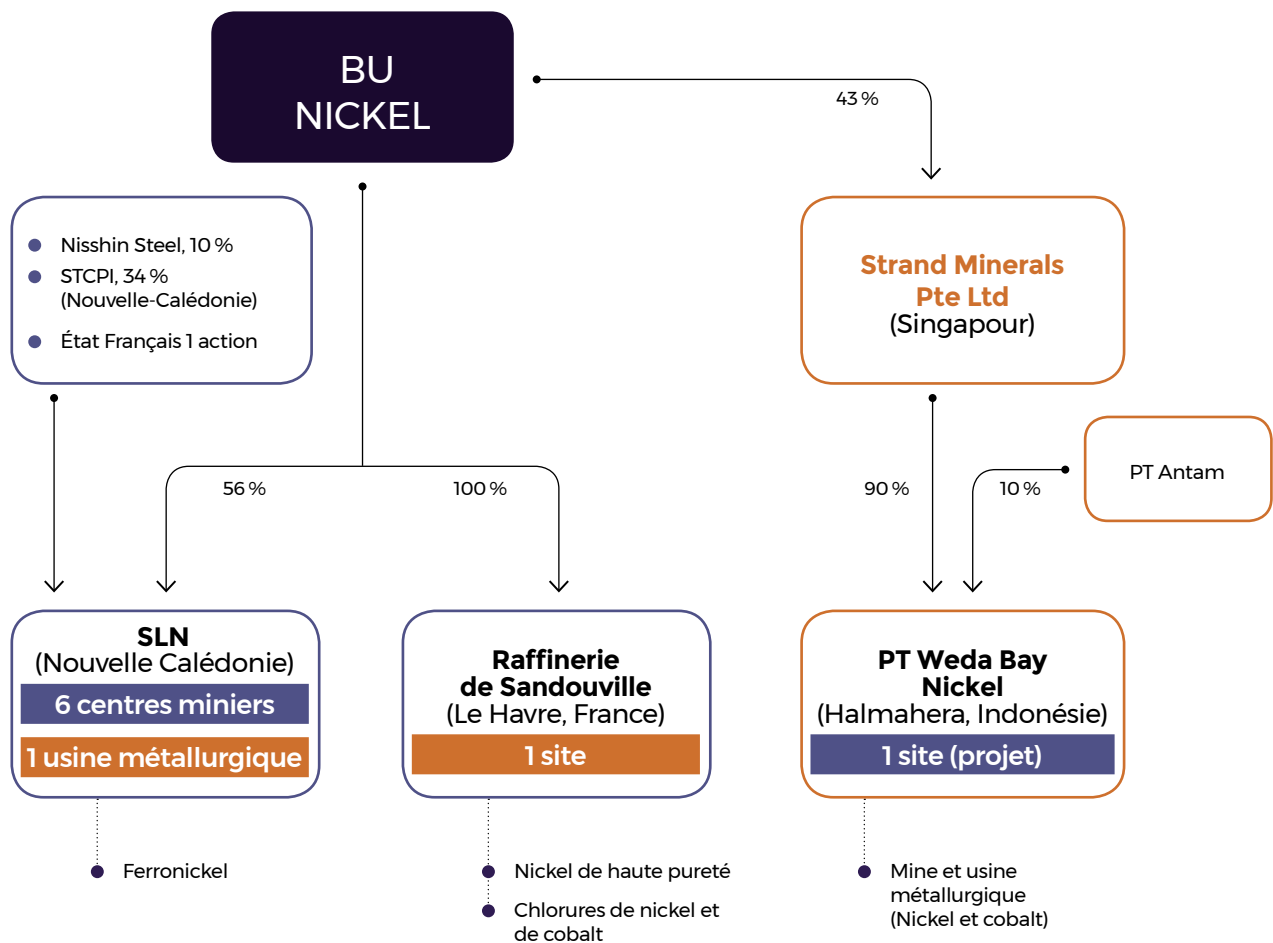 BU
NICKEL
43 %
Nisshin Steel, 10 %
STCPI, 34 %
(Nouvelle-Calédonie)
État Français 1 action
Strand Minerals
Pte Ltd
(Singapour)
56 %
100 %
90 %
10 %
PT Antam
SLN
(Nouvelle Calédonie)
6 centres miniers
1 usine métallurgique
Raffinerie
de Sandouville
(Le Havre, France)
1 site
PT Weda Bay
Nickel
(Halmahera, Indonésie)
1 site (projet)
Ferronickel
Nickel de haute pureté
Chlorures de nickel et
de cobalt
Mine et usine
métallurgique
(Nickel et cobalt)